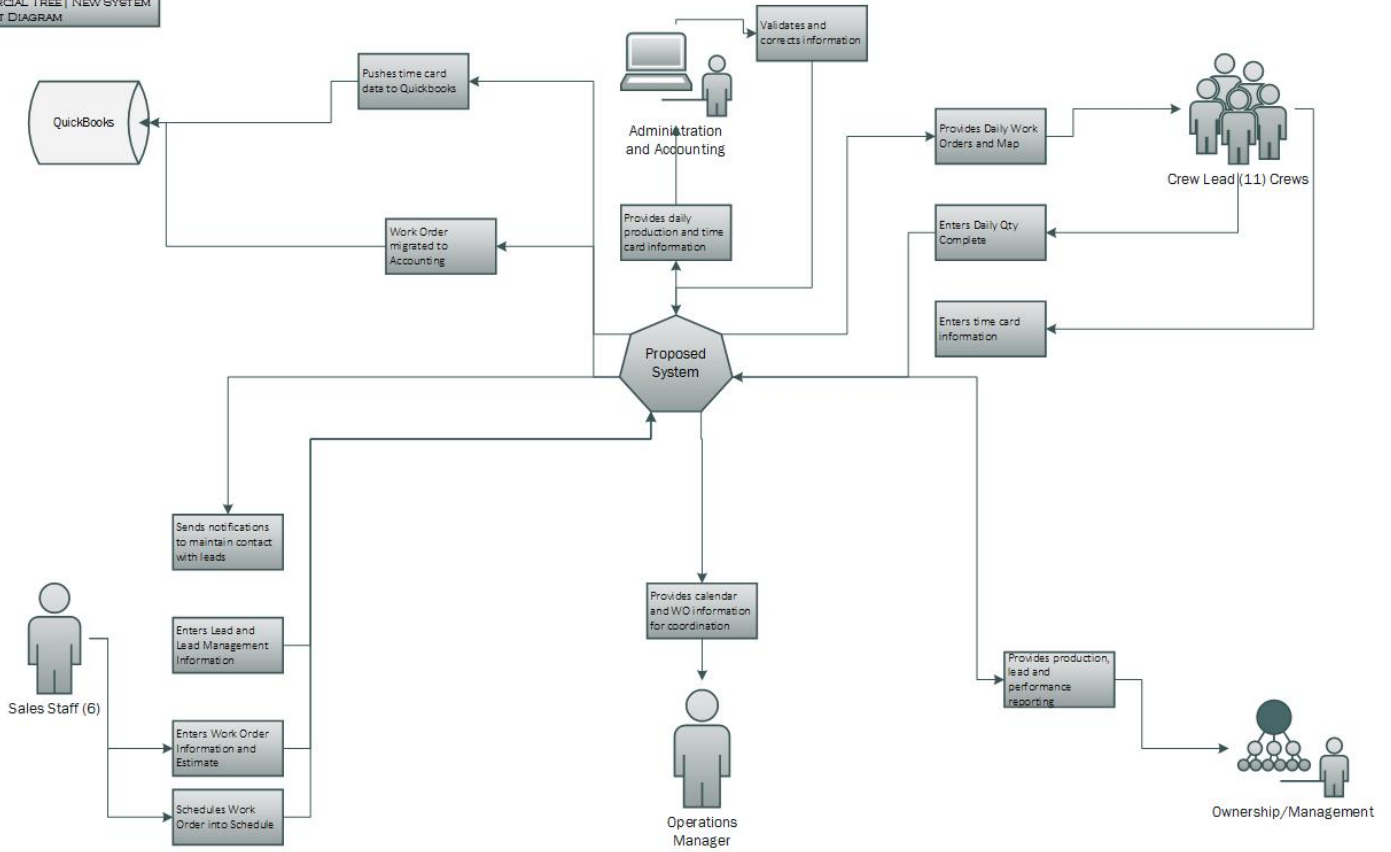 TREE | NEW SYSTEM
DIAGRAM
Validates and
corrects information
Pushes time card
data to Quickbooks
QuickBooks
Administration
and Accounting
Provides Daily Work
Orders and Map
Crew Lead (11) Crews
Work Order
migrated to
Accounting
Provides daily
production and time
card information
Enters Daily Qty
Complete
Enters time card
information
Proposed
System
Sends notifications
to maintain contact
with leads
Enters Lead and
Lead Management
Information
Sales Staff (6)
Enters Work Order
Information and
Estimate
Schedules Work
Order into Schedule
Provides calendar
and WO information
for coordination
Operations
Manager
Provides production,
lead and
performance
reporting
Ownership/Management